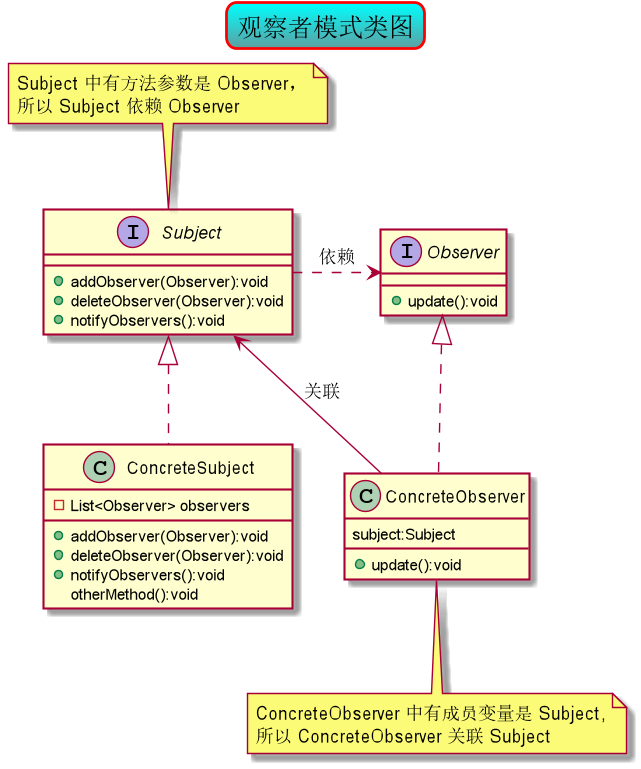 观察者模式类图
Subject 中有方法参数是 Observer，
所以 Subject 依赖 Observer
I Subject
addObserver(Observer):void
deleteObserver(Observer):void
notifyObservers():void
依赖
I Observer
update():void
关联
C ConcreteSubject
List<Observer> observers
addObserver(Observer):void
deleteObserver(Observer):void
notifyObservers():void
otherMethod():void
C ConcreteObserver
subject:Subject
update():void
ConcreteObserver 中有成员变量是 Subject,
所以 ConcreteObserver 关联 Subject